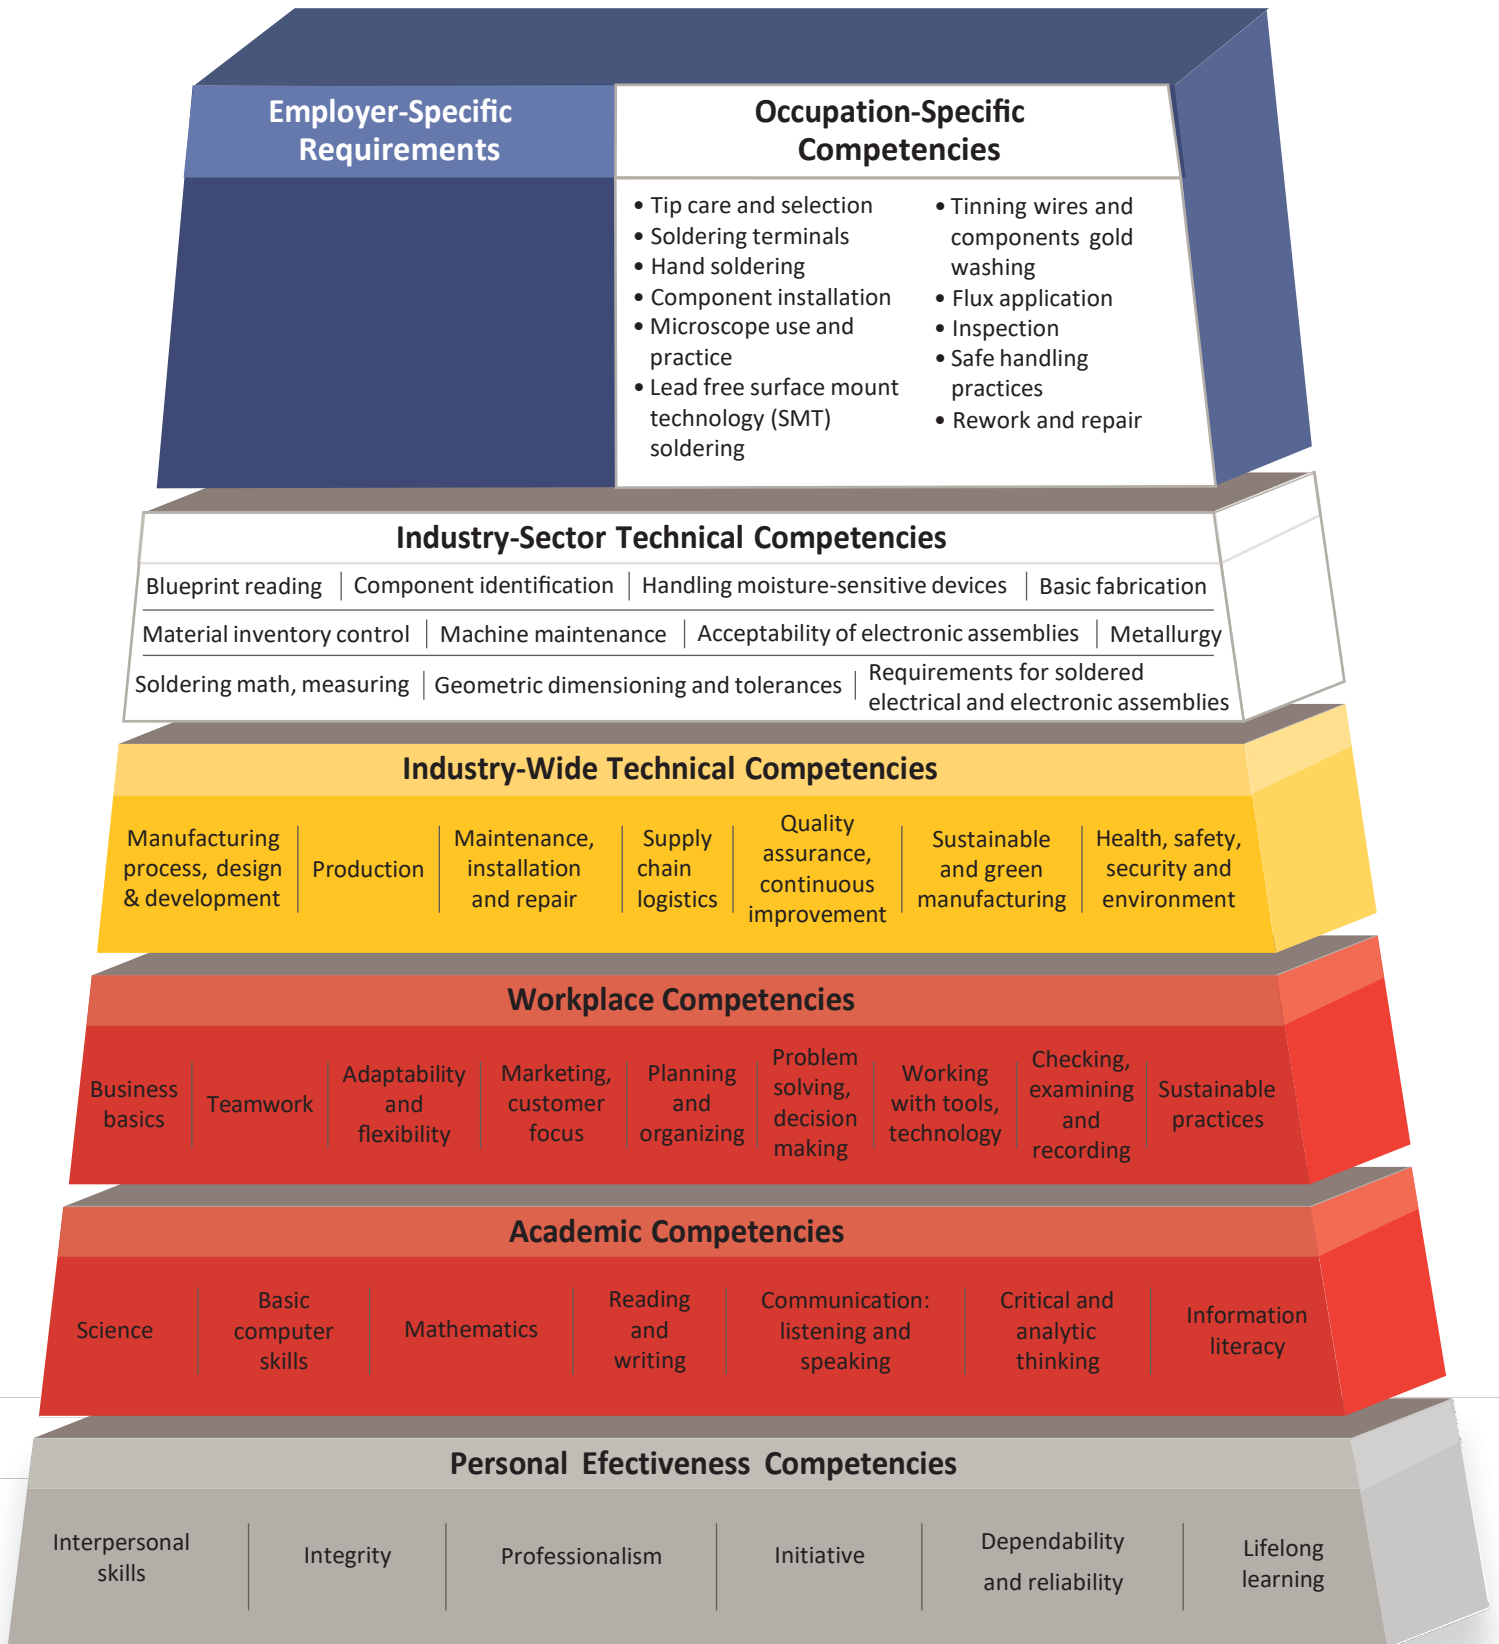 Employer-Specific
Requirements
Occupation-Specific
Competencies
• Tip care and selection
• Soldering terminals
• Hand soldering
• Component installation
• Microscope use and
practice
• Lead free surface mount
technology (SMT)
soldering
• Tinning wires and
components gold
washing
• Flux application
• Inspection
• Safe handling
practices
• Rework and repair
Industry-Sector Technical Competencies
Blueprint reading
Component identification
Handling moisture-sensitive devices
Basic fabrication
Material inventory control
Machine maintenance
Acceptability of electronic assemblies
Metallurgy
Soldering math, measuring
Geometric dimensioning and tolerances
Requirements for soldered
electrical and electronic assemblies
Industry-Wide Technical Competencies
Manufacturing
process, design
& development
Production
Maintenance,
installation
and repair
Supply
chain
logistics
Quality
assurance,
continuous
improvement
Sustainable
and green
manufacturing
Health, safety,
security and
environment
Workplace Competencies
Business
basics
Teamwork
Adaptability
and
flexibility
Marketing,
customer
focus
Planning
and
organizing
Problem
solving,
decision
making
Working
with tools,
technology
Checking,
examining
and
recording
Sustainable
practices
Academic Competencies
Science
Basic
computer
skills
Mathematics
Reading
and
writing
Communication:
listening and
speaking
Critical and
analytic
thinking
Information
literacy
Personal Efectiveness Competencies
Interpersonal
skills
Integrity
Professionalism
Initiative
Dependability
and reliability
Lifelong
learning